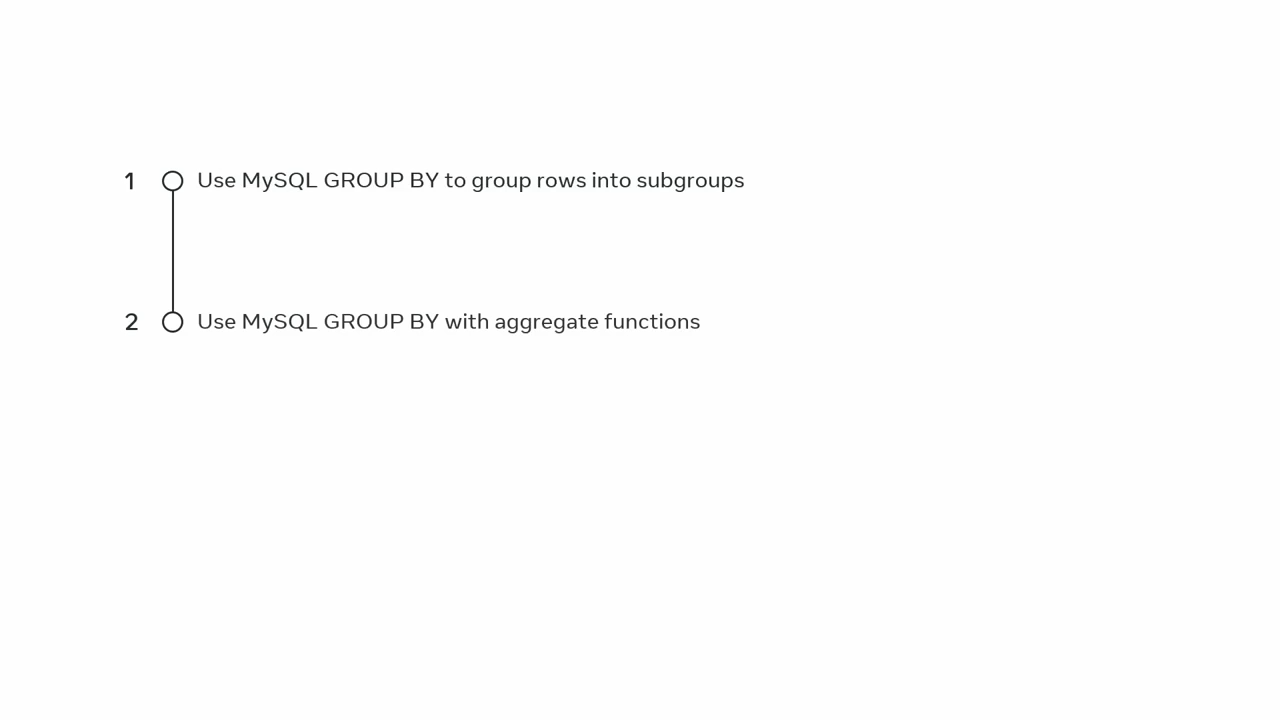 1 Use MySQL GROUP BY to group rows into subgroups
2 Use MySQL GROUP BY with aggregate functions